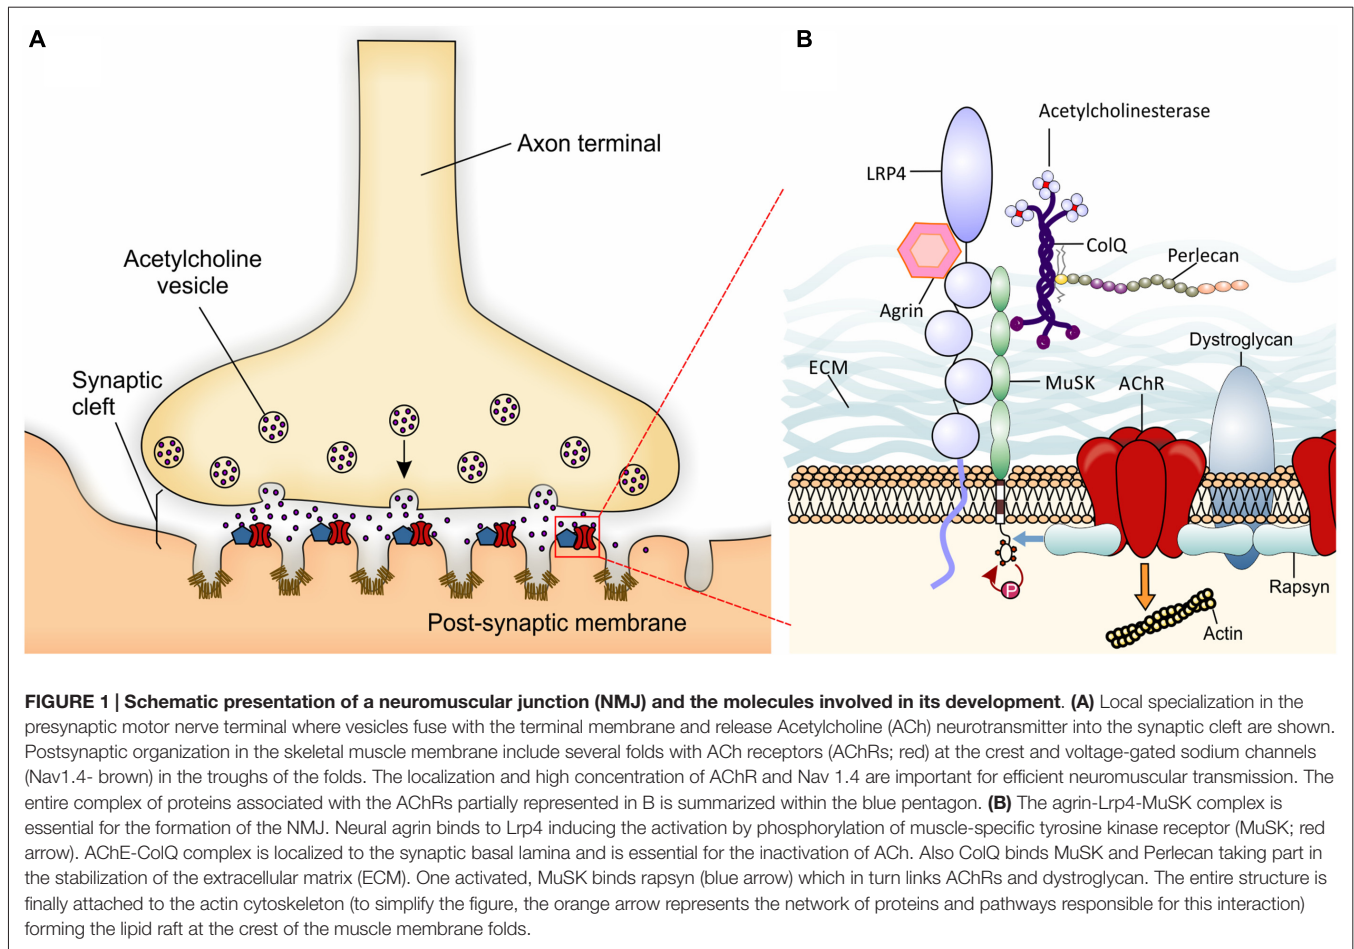 A
Axon terminal
Acetylcholine
vesicle
Synaptic
cleft
Post-synaptic membrane
B
Acetylcholinesterase
LRP4
ColQ
Perlecan
Agrin
Dystroglycan
ECM
MuSK
AChR
P
Rapsyn
Actin
FIGURE 1 | Schematic presentation of a neuromuscular junction (NMJ) and the molecules involved in its development. (A) Local specialization in the
presynaptic motor nerve terminal where vesicles fuse with the terminal membrane and release Acetylcholine (ACh) neurotransmitter into the synaptic cleft are shown.
Postsynaptic organization in the skeletal muscle membrane include several folds with ACh receptors (AChRs; red) at the crest and voltage-gated sodium channels
(Nav1.4- brown) in the troughs of the folds. The localization and high concentration of AChR and Nav 1.4 are important for efficient neuromuscular transmission. The
entire complex of proteins associated with the AChRs partially represented in B is summarized within the blue pentagon. (B) The agrin-Lrp4-MuSK complex is
essential for the formation of the NMJ. Neural agrin binds to Lrp4 inducing the activation by phosphorylation of muscle-specific tyrosine kinase receptor (MuSK; red
arrow). AChE-ColQ complex is localized to the synaptic basal lamina and is essential for the inactivation of ACh. Also ColQ binds MuSK and Perlecan taking part in
the stabilization of the extracellular matrix (ECM). One activated, MuSK binds rapsyn (blue arrow) which in turn links AChRs and dystroglycan. The entire structure is
finally attached to the actin cytoskeleton (to simplify the figure, the orange arrow represents the network of proteins and pathways responsible for this interaction)
forming the lipid raft at the crest of the muscle membrane folds.